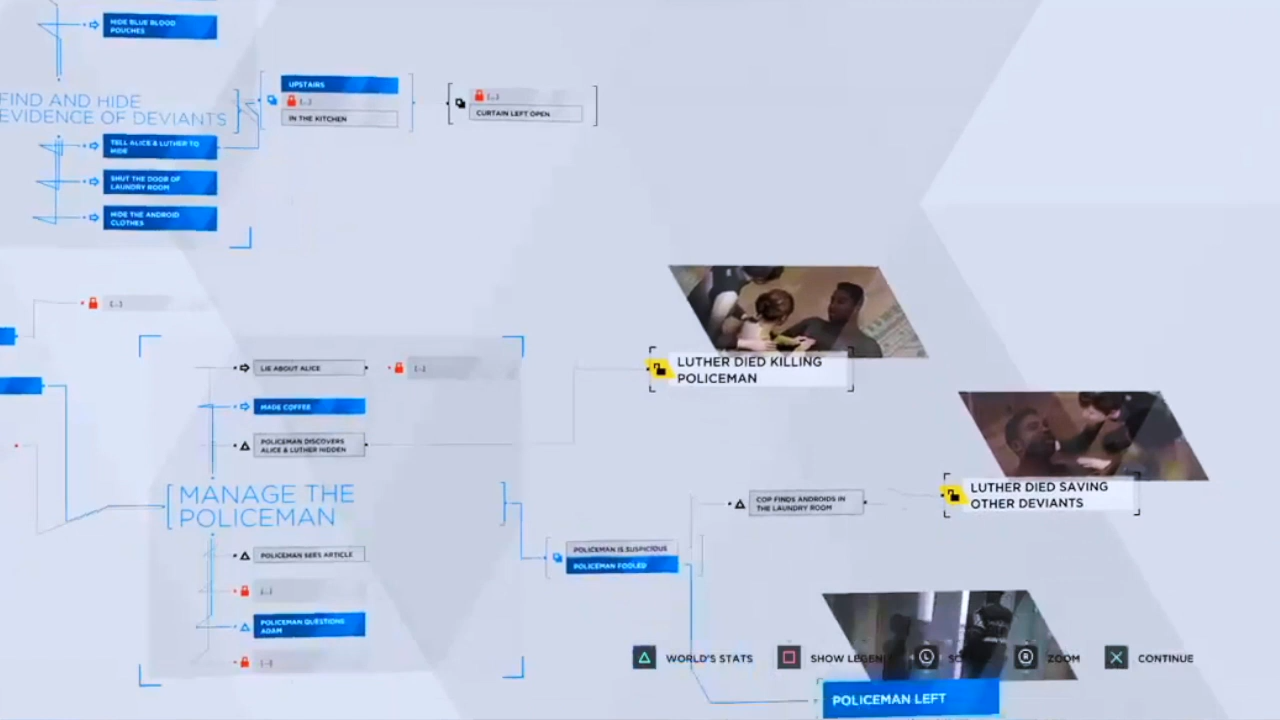 HIDE BLUE BLOOD
POUCHES
FIND AND HIDE
EVIDENCE OF DEVIANTS
UPSTAIRS
[...]
IN THE KITCHEN
[...]
CURTAIN LEFT OPEN
TELL ALICE & LUTHER TO
HIDE
SHUT THE DOOR OF
LAUNDRY ROOM
HIDE THE ANDROID
CLOTHES
[...]
LIE ABOUT ALICE
[...]
MADE COFFEE
POLICEMAN DISCOVERS
ALICE & LUTHER HIDDEN
LUTHER DIED KILLING
POLICEMAN
MANAGE THE
POLICEMAN
LUTHER DIED SAVING
OTHER DEVIANTS
COP FINDS ANDROIDS IN
THE LAUNDRY ROOM
POLICEMAN IS SUSPICIOUS
POLICEMAN FOOLED
POLICEMAN SEES ARTICLE
[...]
POLICEMAN QUESTIONS
ADAM
[...]
WORLD'S STATS
SHOW LEGEN
L
R
ZOOM
CONTINUE
POLICEMAN LEFT